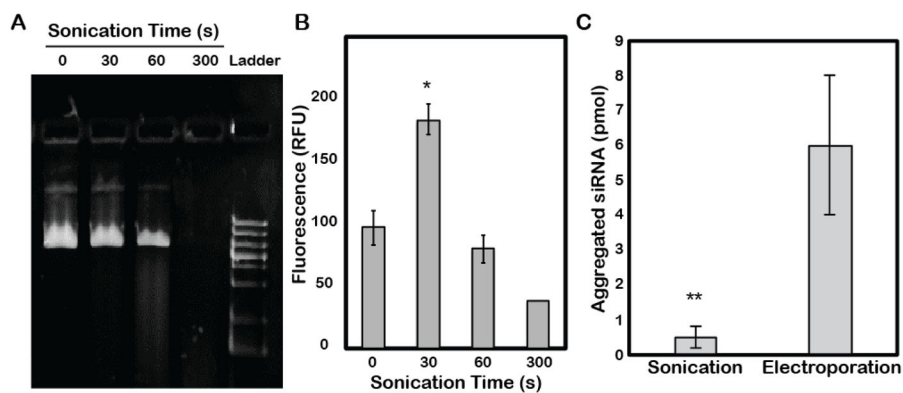 A
Sonication Time (s)
0 30 60 300 Ladder
B
Fluorescence (RFU)
200
150
100
50
0
*
0 30 60 300
Sonication Time (s)
C
Aggregated siRNA (pmol)
9
8
7
6
5
4
3
2
1
0
**
Sonication Electroporation